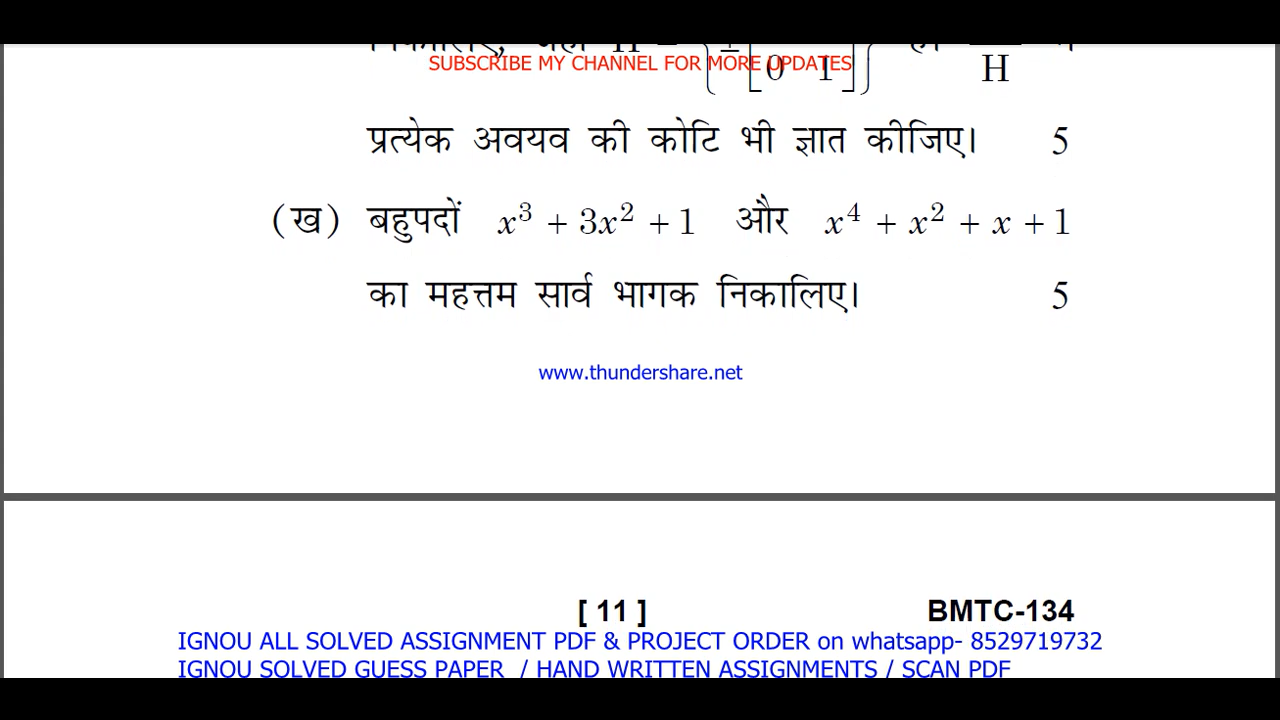 SUBSCRIBE MY CHANNEL FOR MORE UPDATES
0 1
H
प्रत्येक अवयव की कोटि भी ज्ञात कीजिए। 5
(ख) बहुपदों x³ + 3x² + 1 और x⁴ + x² + x + 1
का महत्तम सार्व भागक निकालिए। 5
www.thundershare.net
[ 11 ] BMTC-134
IGNOU ALL SOLVED ASSIGNMENT PDF & PROJECT ORDER on whatsapp- 8529719732
IGNOU SOLVED GUESS PAPER / HAND WRITTEN ASSIGNMENTS / SCAN PDF